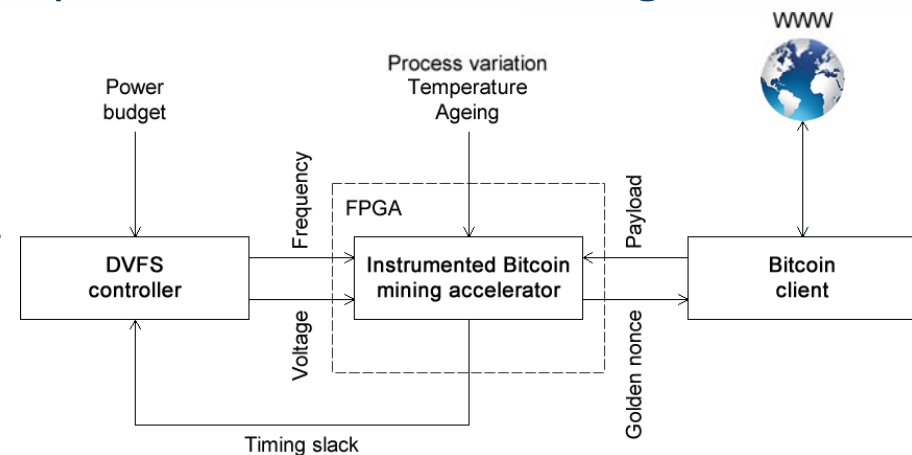 WWW
Power
budget
Process variation
Temperature
Ageing
Frequency
FPGA
Payload
DVFS
controller
Instrumented Bitcoin
mining accelerator
Bitcoin
client
Voltage
Golden nonce
Timing slack